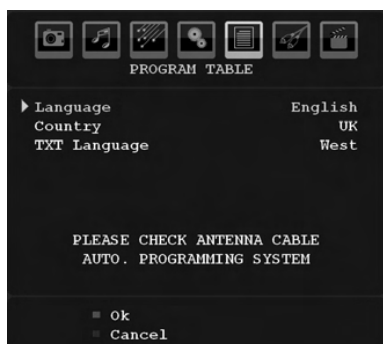 PROGRAM TABLE
Language English
Country UK
TXT Language West
PLEASE CHECK ANTENNA CABLE
AUTO. PROGRAMMING SYSTEM
Ok
Cancel